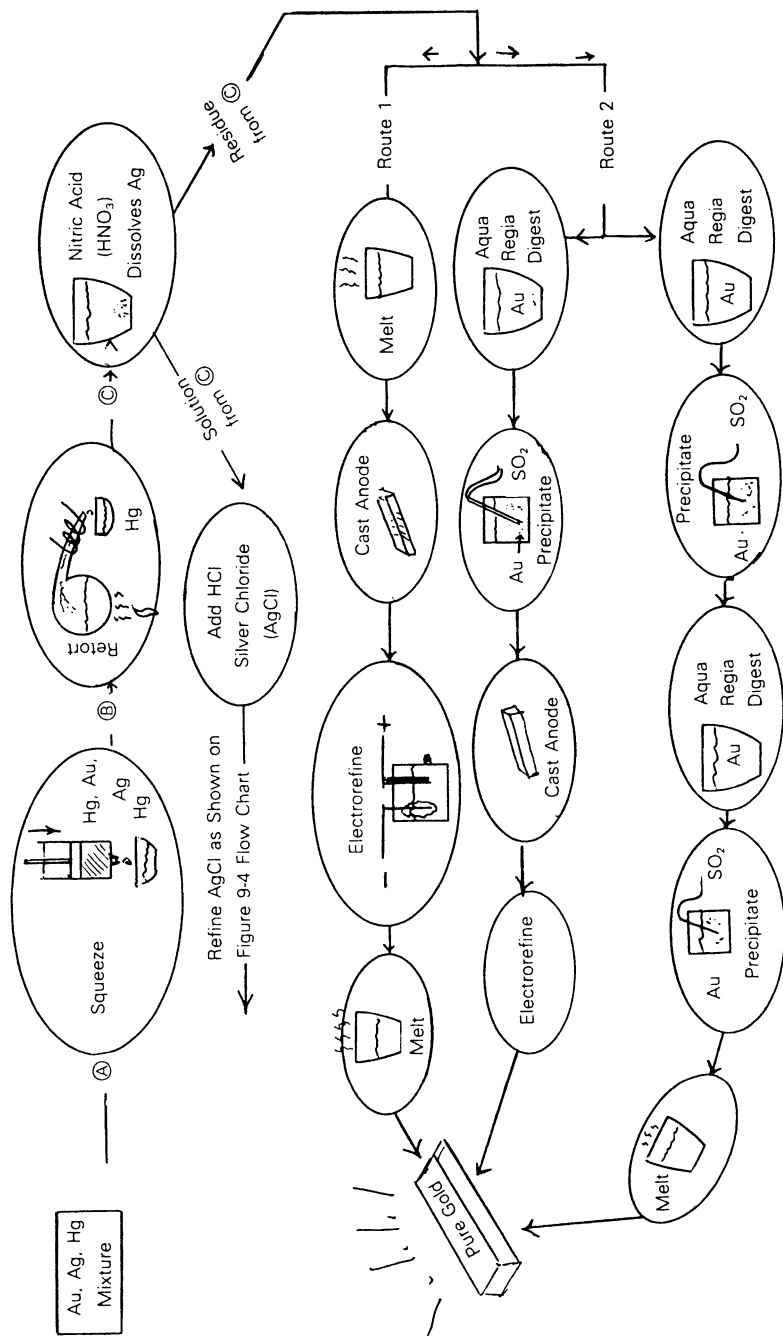 Au, Ag, Hg
Mixture
Ⓐ
Squeeze
Hg, Au,
Ag
Hg
Ⓑ
Retort
Hg
Ⓒ
Nitric Acid
(HNO₃)
Dissolves Ag
Solution
from Ⓒ
Residue
from Ⓒ
Add HCl
Silver Chloride
(AgCl)
Refine AgCl as Shown on
Figure 9-4 Flow Chart
Route 1
Melt
Cast Anode
Electrorefine
+
−
Melt
Route 2
Aqua
Regia
Digest
Au
SO₂
Au
Precipitate
Cast Anode
Electrorefine
Aqua
Regia
Digest
Au
Precipitate
SO₂
Au
Aqua
Regia
Digest
Au
SO₂
Au
Precipitate
Melt
Pure Gold